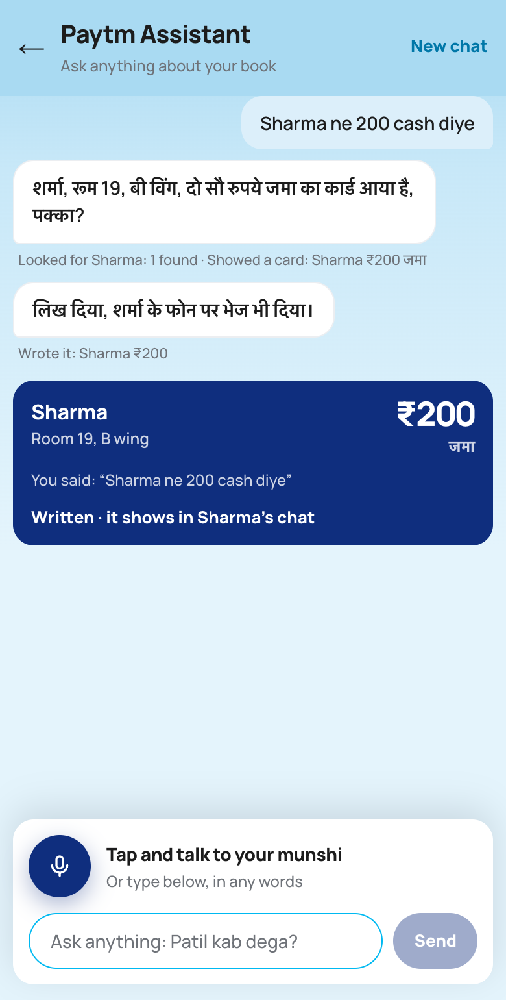 Paytm Assistant
Ask anything about your book
New chat
Sharma ne 200 cash diye
शर्मा, रूम 19, बी विंग, दो सौ रुपये जमा का कार्ड आया है,
पक्का?
Looked for Sharma: 1 found · Showed a card: Sharma ₹200 जमा
लिख दिया, शर्मा के फोन पर भेज भी दिया।
Wrote it: Sharma ₹200
Sharma
₹200
Room 19, B wing
जमा
You said: “Sharma ne 200 cash diye”
Written · it shows in Sharma’s chat
Tap and talk to your munshi
Or type below, in any words
Ask anything: Patil kab dega?
Send